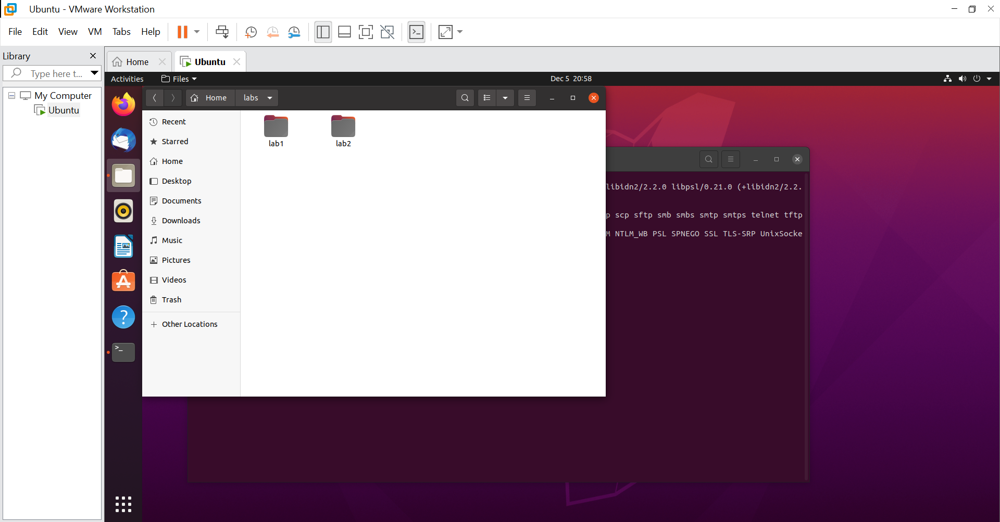 Ubuntu - VMware Workstation
File Edit View VM Tabs Help
Library
Type here t...
My Computer
Ubuntu
Home
Ubuntu
Activities Files Dec 5 20:58
Home labs
Recent
Starred
Home
Desktop
Documents
Downloads
Music
Pictures
Videos
Trash
Other Locations
lab1 lab2
libidn2/2.2.0 libpsl/0.21.0 (+libidn2/2.2.
p scp sftp smb smbs smtp smtps telnet tftp
M NTLM_WB PSL SPNEGO SSL TLS-SRP UnixSocke